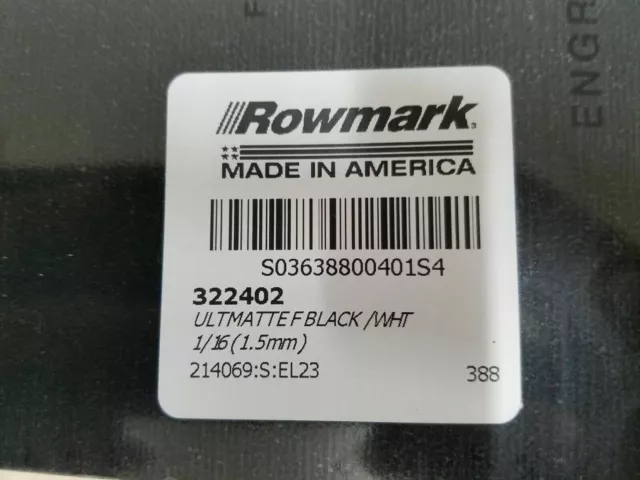 F
ENGR
Rowmark
MADE IN AMERICA
S03638800401S4
322402
ULTMATTE F BLACK /WHT
1/16 (1.5mm)
214069:S:EL23 388